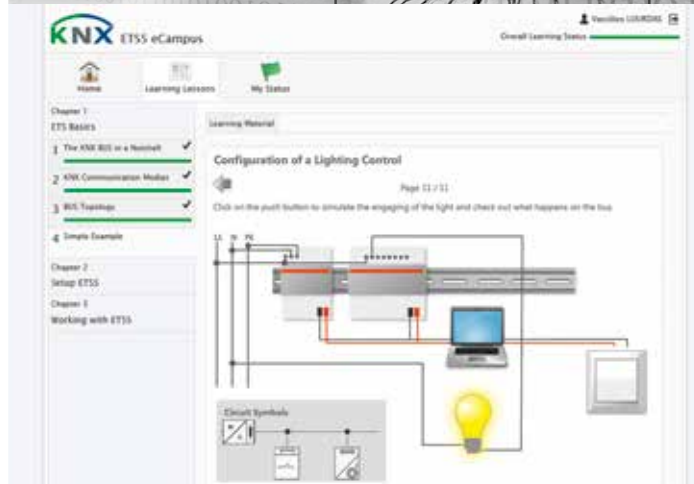 KNX ETS5 eCampus
Vassilios LOURDAS
Overall Learning Status
Home
Learning Lessons
My Status
Chapter 1
ETS Basics
1 The KNX BUS in a Nutshell
2 KNX Communication Medias
3 BUS Topology
4 Simple Example
Chapter 2
Setup ETS5
Chapter 3
Working with ETS5
Learning Material
Configuration of a Lighting Control
Page 11 / 11
Click on the push button to simulate the engaging of the light and check out what happens on the bus
N PE
Circuit Symbols